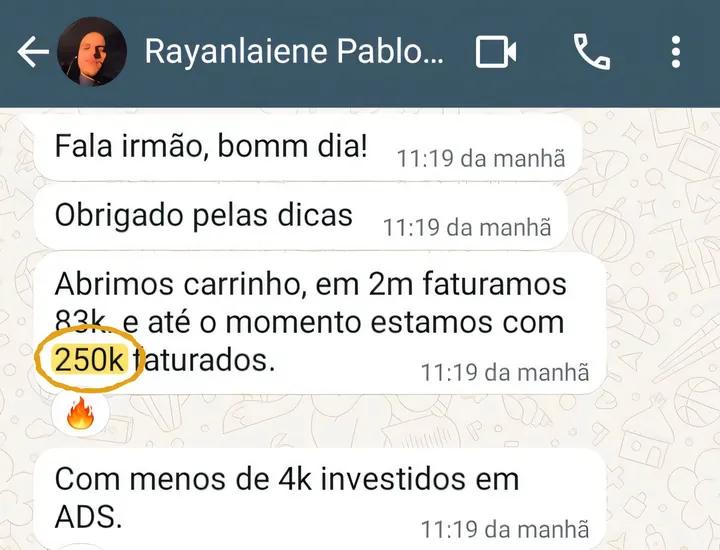 Rayanlaiene Pablo...
Fala irmão, bomm dia!
11:19 da manhã
Obrigado pelas dicas
11:19 da manhã
Abrimos carrinho, em 2m faturamos
83k, e até o momento estamos com
250k faturados.
11:19 da manhã
Com menos de 4k investidos em
ADS.
11:19 da manhã